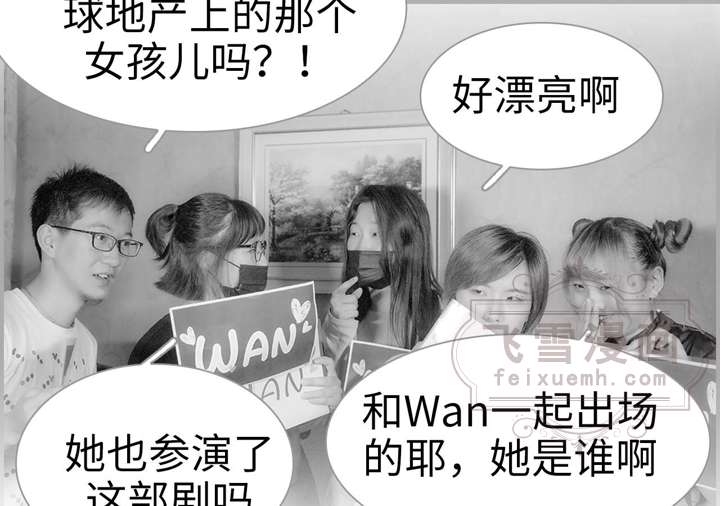 球地产上的那个
女孩儿吗？！
好漂亮啊
WAN
WAN
飞雪漫画
feixuemh.com
和Wan一起出场
的耶，她是谁啊
她也参演了
这部剧吗